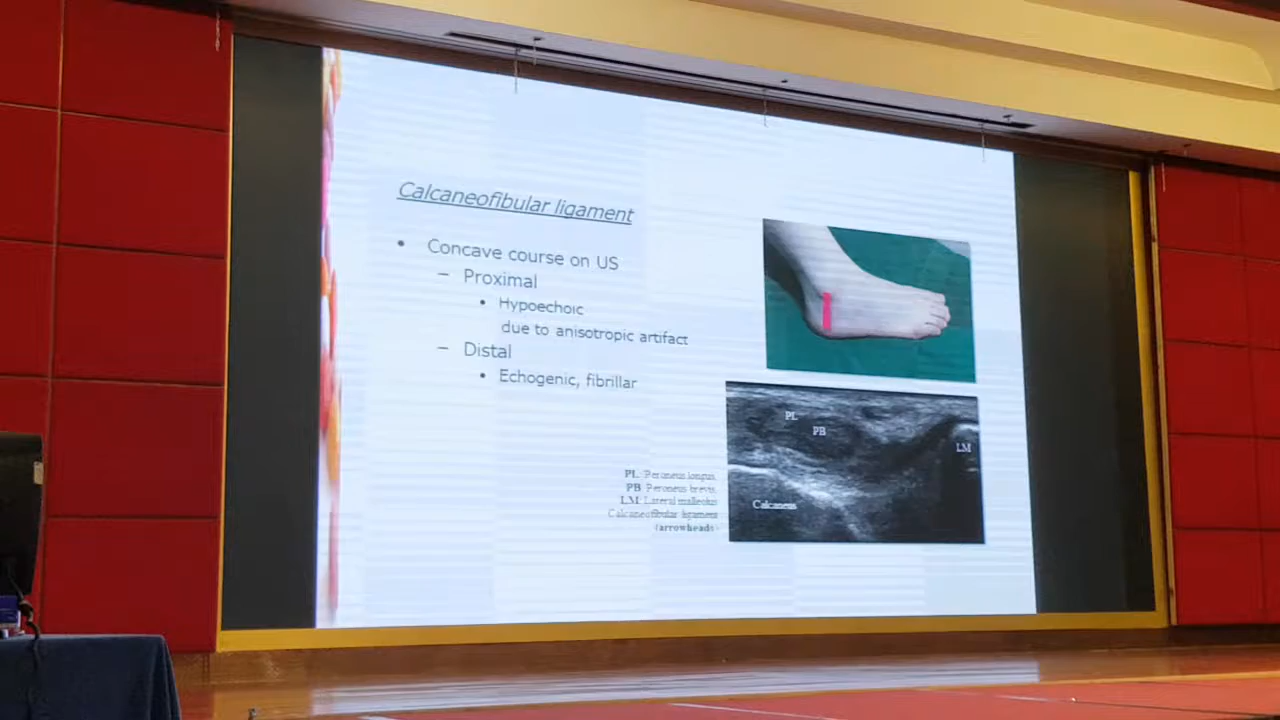 Calcaneofibular ligament
• Concave course on US
– Proximal
• Hypoechoic
due to anisotropic artifact
– Distal
• Echogenic, fibrillar
PL
PB
LM
Calcaneus
PL: Peroneus longus,
PB: Peroneus brevis,
LM: Lateral malleolus
Calcaneofibular ligament
(arrowheads)